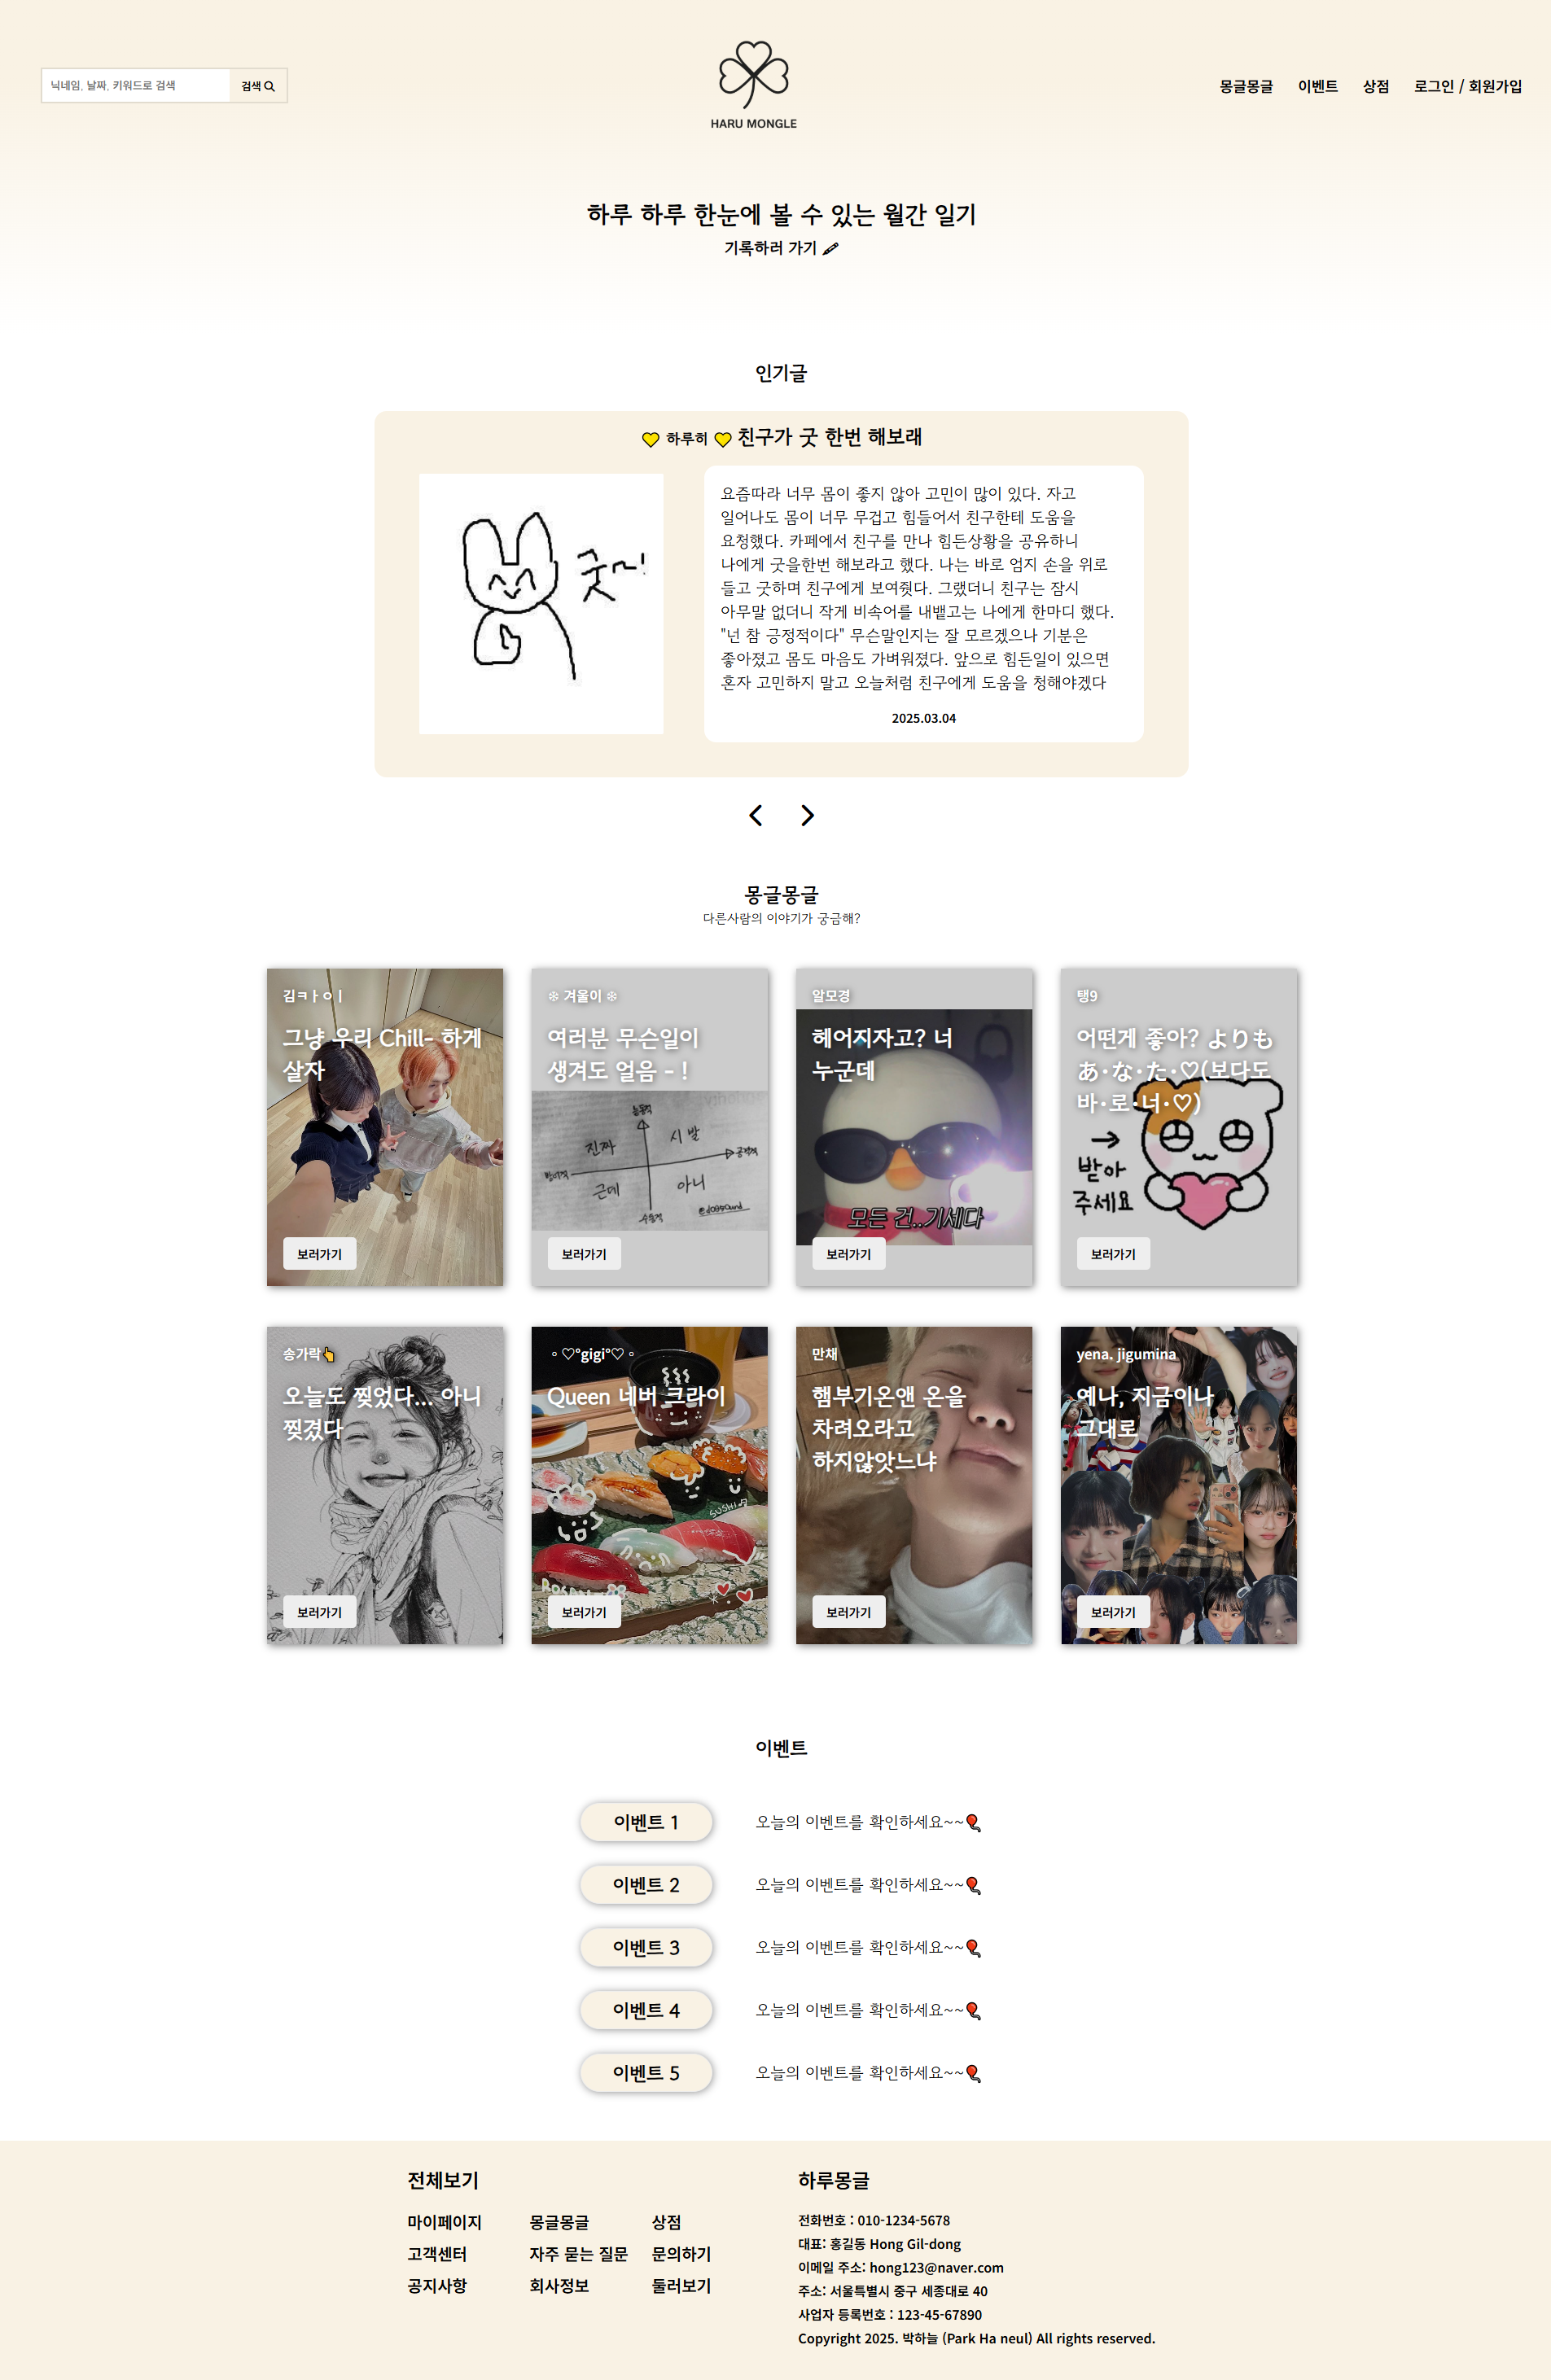 닉네임, 날짜, 키워드로 검색
검색
HARU MONGLE
몽글몽글 이벤트 상점 로그인 / 회원가입
하루 하루 한눈에 볼 수 있는 월간 일기
기록하러 가기
인기글
💛 하루히 💛 친구가 굿 한번 해보래
굿~!
요즘따라 너무 몸이 좋지 않아 고민이 많이 있다. 자고
일어나도 몸이 너무 무겁고 힘들어서 친구한테 도움을
요청했다. 카페에서 친구를 만나 힘든상황을 공유하니
나에게 굿을한번 해보라고 했다. 나는 바로 엄지 손을 위로
들고 굿하며 친구에게 보여줫다. 그랬더니 친구는 잠시
아무말 없더니 작게 비속어를 내뱉고는 나에게 한마디 했다.
"넌 참 긍정적이다" 무슨말인지는 잘 모르겠으나 기분은
좋아졌고 몸도 마음도 가벼워졌다. 앞으로 힘든일이 있으면
혼자 고민하지 말고 오늘처럼 친구에게 도움을 청해야겠다
2025.03.04
몽글몽글
다른사람의 이야기가 궁금해?
김ㅋㅏㅇㅣ
그냥 우리 Chill- 하게
살자
보러가기
❄ 겨울이 ❄
여러분 무슨일이
생겨도 얼음 - !
능동적
진짜
시발
방어적
공격적
근데
아니
수동적
보러가기
알모경
헤어지자고? 너
누군데
모든 건..기세다
보러가기
탱9
어떤게 좋아? よりも
あ・な・た・♡(보다도
바・로・너・♡)
→
받아
주세요
보러가기
송가락👆
오늘도 찢었다... 아니
찢겼다
보러가기
◦♡°gigi°♡◦
Queen 네버 크라이
SUSHI
보러가기
만채
햄부기온앤 온을
차려오라고
하지않앗느냐
보러가기
yena. jigumina
예나, 지금이나
그대로
보러가기
이벤트
이벤트 1 오늘의 이벤트를 확인하세요~~🎈
이벤트 2 오늘의 이벤트를 확인하세요~~🎈
이벤트 3 오늘의 이벤트를 확인하세요~~🎈
이벤트 4 오늘의 이벤트를 확인하세요~~🎈
이벤트 5 오늘의 이벤트를 확인하세요~~🎈
전체보기
마이페이지 몽글몽글 상점
고객센터 자주 묻는 질문 문의하기
공지사항 회사정보 둘러보기
하루몽글
전화번호 : 010-1234-5678
대표: 홍길동 Hong Gil-dong
이메일 주소: hong123@naver.com
주소: 서울특별시 중구 세종대로 40
사업자 등록번호 : 123-45-67890
Copyright 2025. 박하늘 (Park Ha neul) All rights reserved.